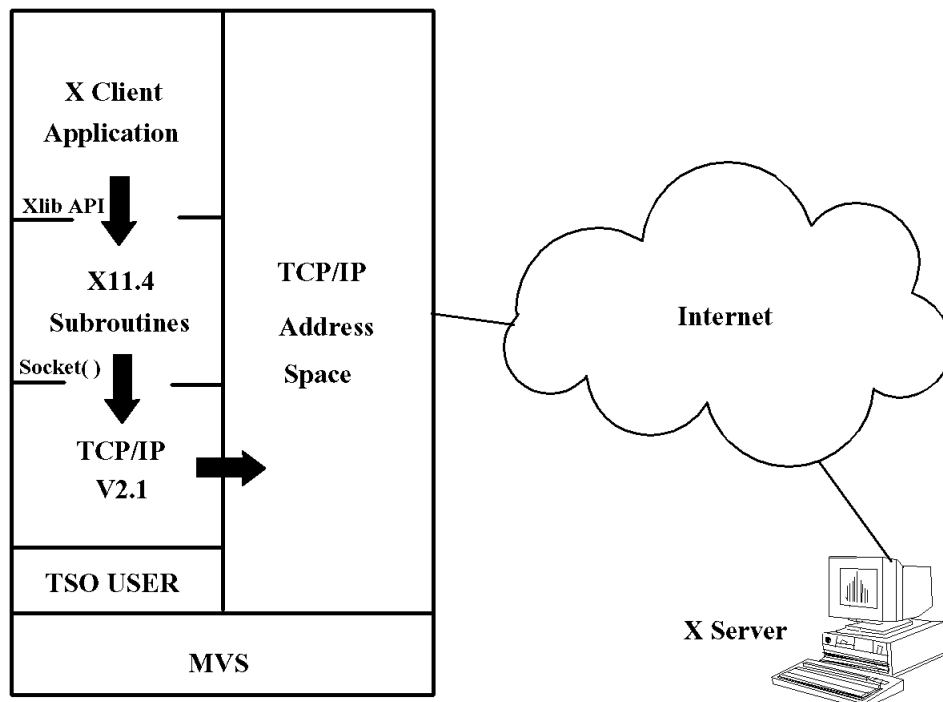 X Client
Application
Xlib API
X11.4
Subroutines
Socket( )
TCP/IP
V2.1
TSO USER
MVS
TCP/IP
Address
Space
Internet
X Server